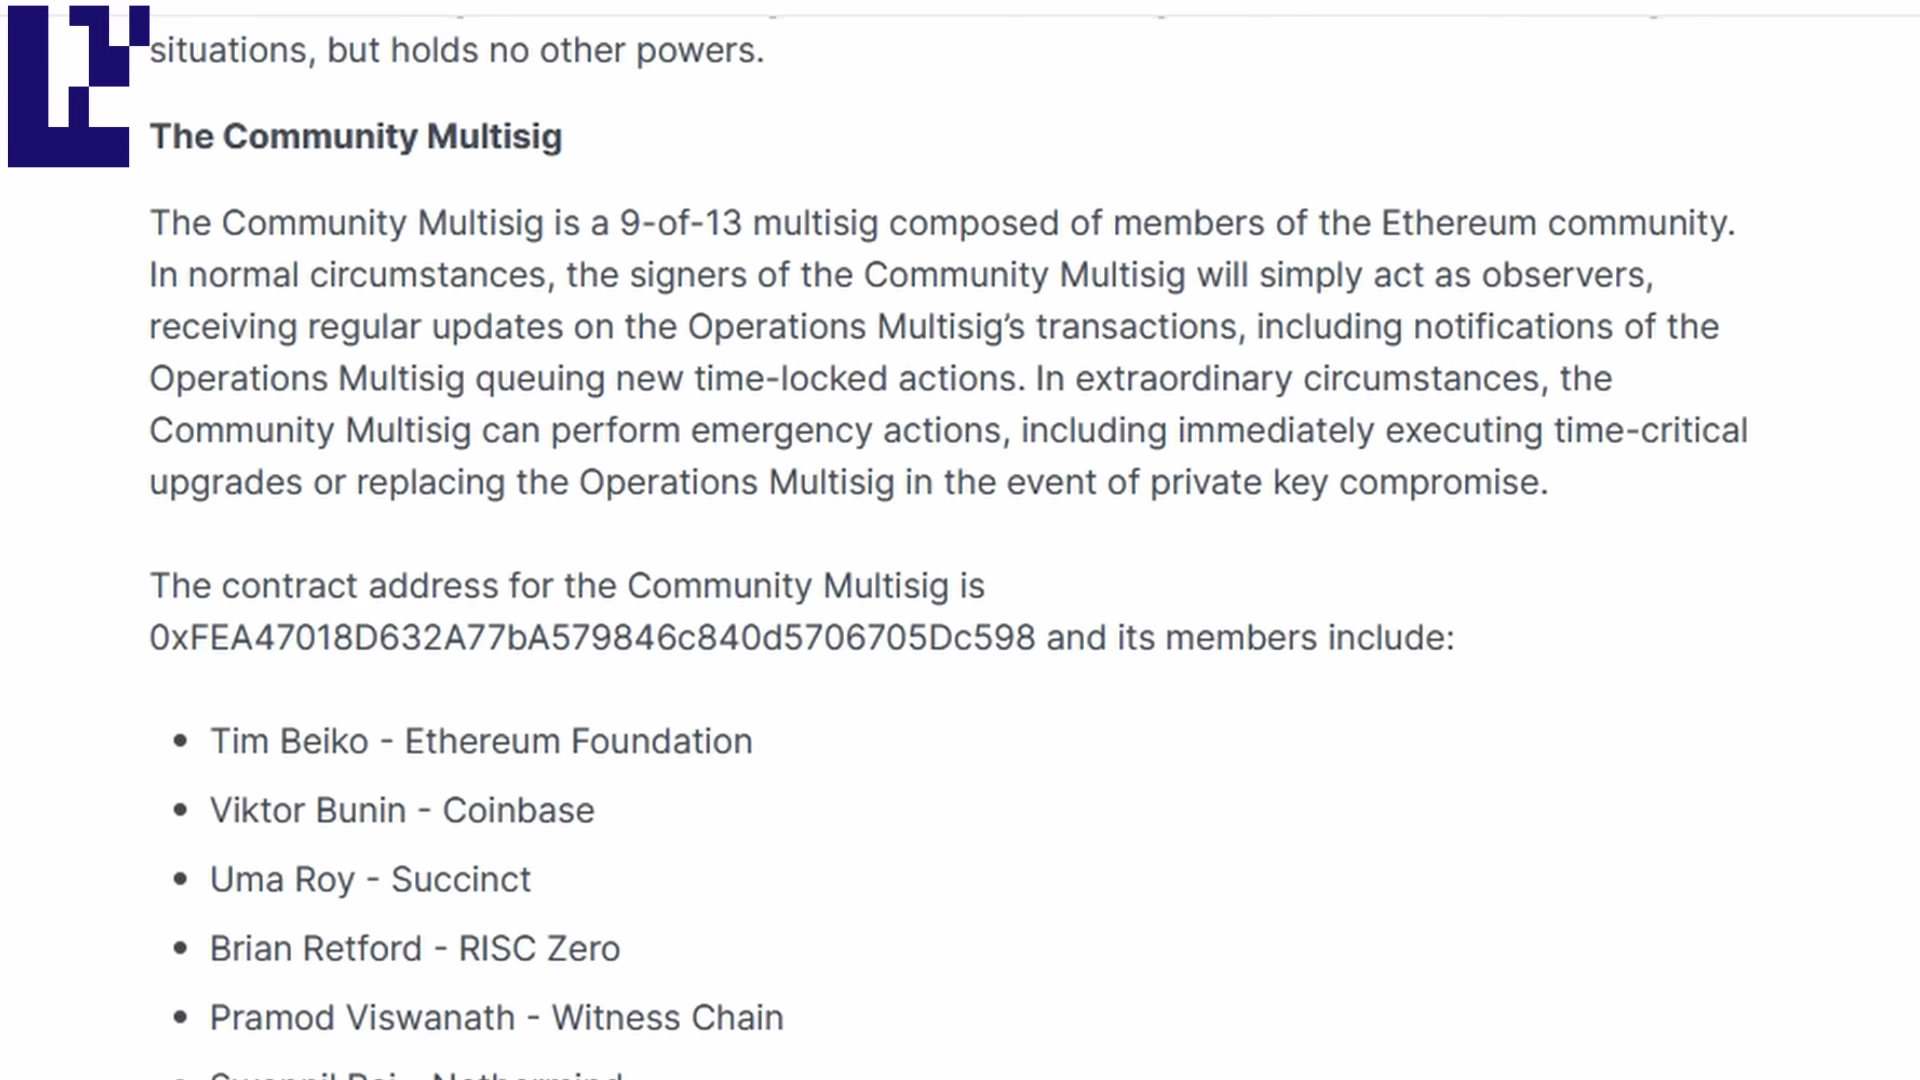 situations, but holds no other powers.
The Community Multisig
The Community Multisig is a 9-of-13 multisig composed of members of the Ethereum community.
In normal circumstances, the signers of the Community Multisig will simply act as observers,
receiving regular updates on the Operations Multisig’s transactions, including notifications of the
Operations Multisig queuing new time-locked actions. In extraordinary circumstances, the
Community Multisig can perform emergency actions, including immediately executing time-critical
upgrades or replacing the Operations Multisig in the event of private key compromise.
The contract address for the Community Multisig is
0xFEA47018D632A77bA579846c840d5706705Dc598 and its members include:
• Tim Beiko - Ethereum Foundation
• Viktor Bunin - Coinbase
• Uma Roy - Succinct
• Brian Retford - RISC Zero
• Pramod Viswanath - Witness Chain